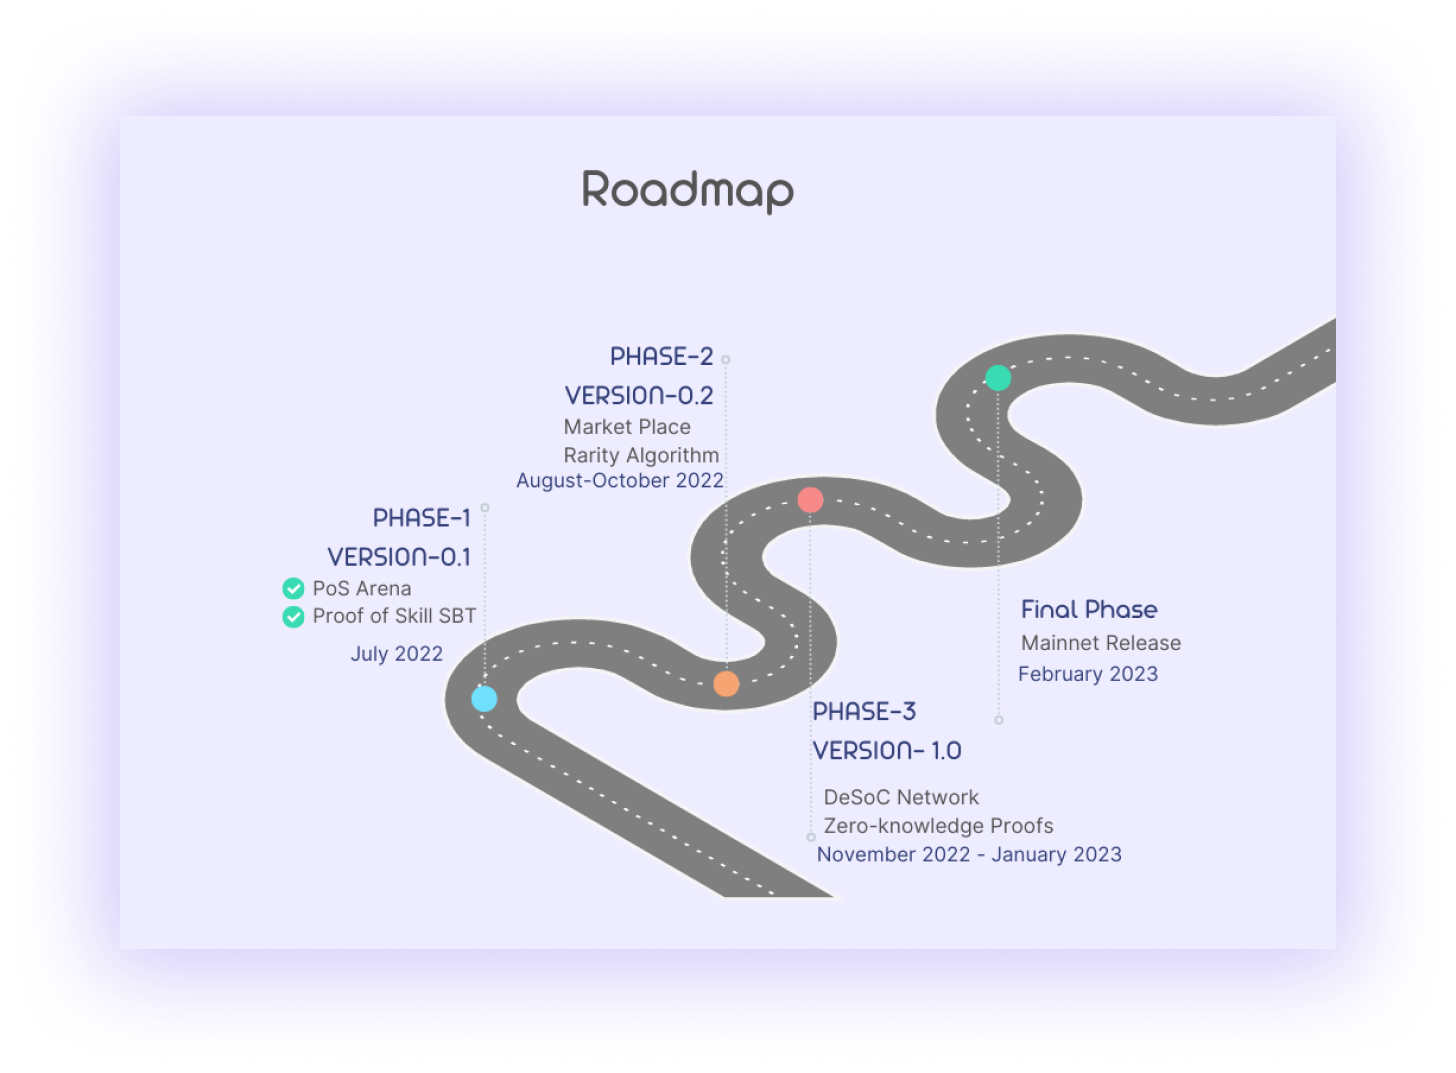 Roadmap
PHASE-1
VERSION-0.1
PoS Arena
Proof of Skill SBT
July 2022
PHASE-2
VERSION-0.2
Market Place
Rarity Algorithm
August-October 2022
PHASE-3
VERSION- 1.0
DeSoC Network
Zero-knowledge Proofs
November 2022 - January 2023
Final Phase
Mainnet Release
February 2023